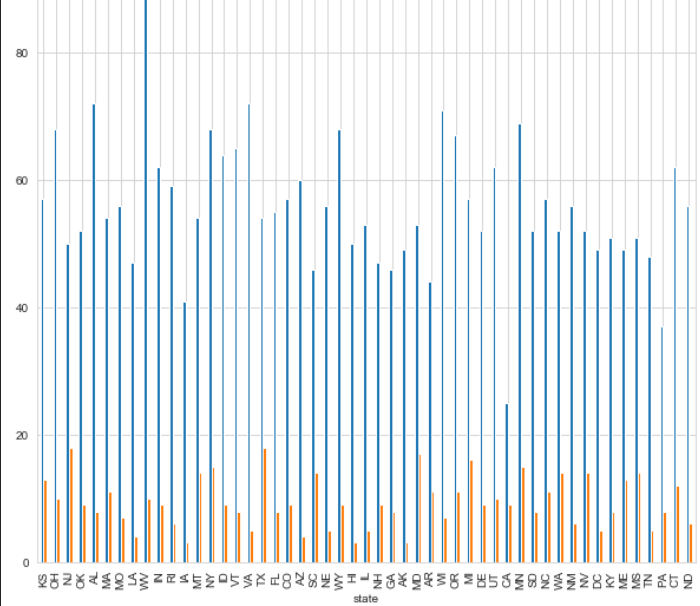 80
60
40
20
0
KS OH NJ OK AL MA MO LA WV IN RI IA MT NY ID VT VA TX FL CO AZ SC NE WY HI IL NH GA AK MD AR WI OR MI DE UT CA MN SD NC WA NM NV DC KY ME MS TN PA CT ND
state